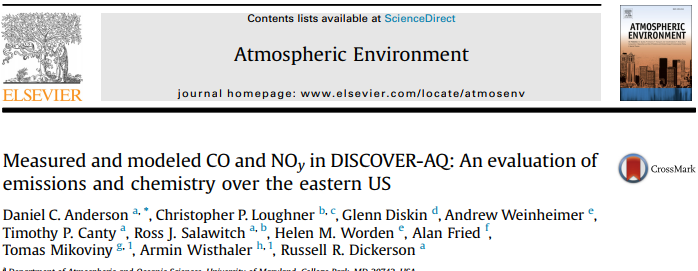 Contents lists available at ScienceDirect
Atmospheric Environment
journal homepage: www.elsevier.com/locate/atmosenv
ELSEVIER
ATMOSPHERIC
ENVIRONMENT
Measured and modeled CO and NOy in DISCOVER-AQ: An evaluation of
emissions and chemistry over the eastern US
CrossMark
Daniel C. Anderson a, *, Christopher P. Loughner b, c, Glenn Diskin d, Andrew Weinheimer e,
Timothy P. Canty a, Ross J. Salawitch a, b, Helen M. Worden e, Alan Fried f,
Tomas Mikoviny g, 1, Armin Wisthaler h, 1, Russell R. Dickerson a